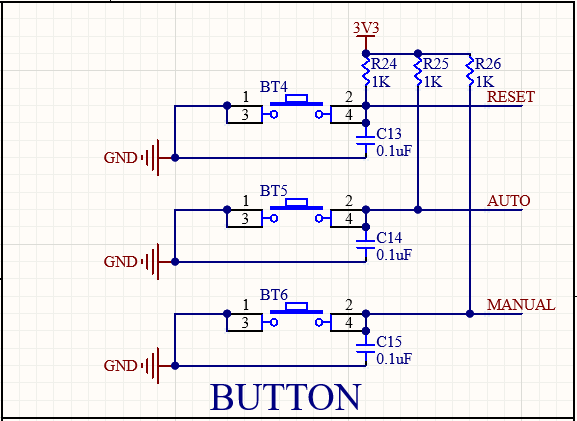 3V3
R24 R25 R26
1K 1K 1K
BT4
1 2 RESET
3 4
C13
0.1uF
GND
BT5
1 2 AUTO
3 4
C14
0.1uF
GND
BT6
1 2 MANUAL
3 4
C15
0.1uF
GND
BUTTON